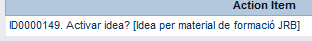 Action Item
ID0000149. Activar idea? [Idea per material de formació JRB]